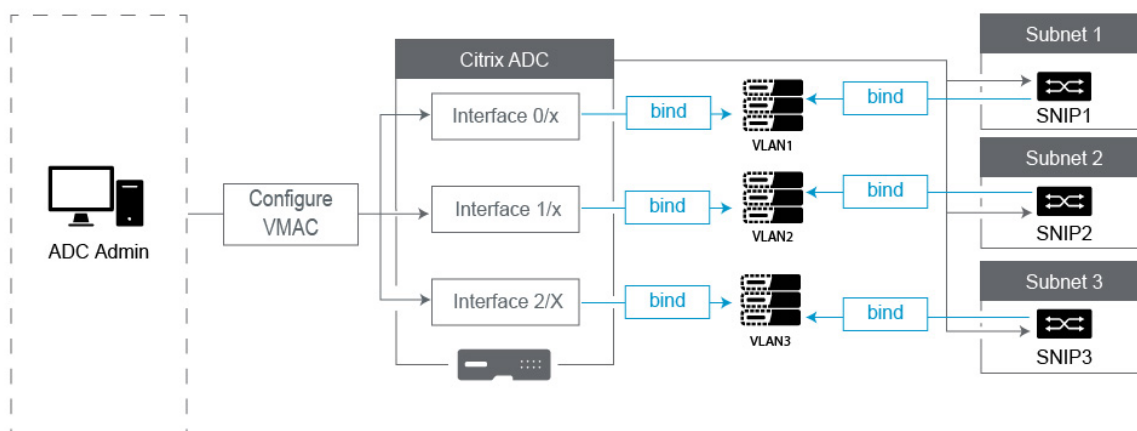 ADC Admin
Configure
VMAC
Citrix ADC
Interface 0/x
bind
VLAN1
bind
Subnet 1
SNIP1
Interface 1/x
bind
VLAN2
bind
Subnet 2
SNIP2
Interface 2/X
bind
VLAN3
bind
Subnet 3
SNIP3